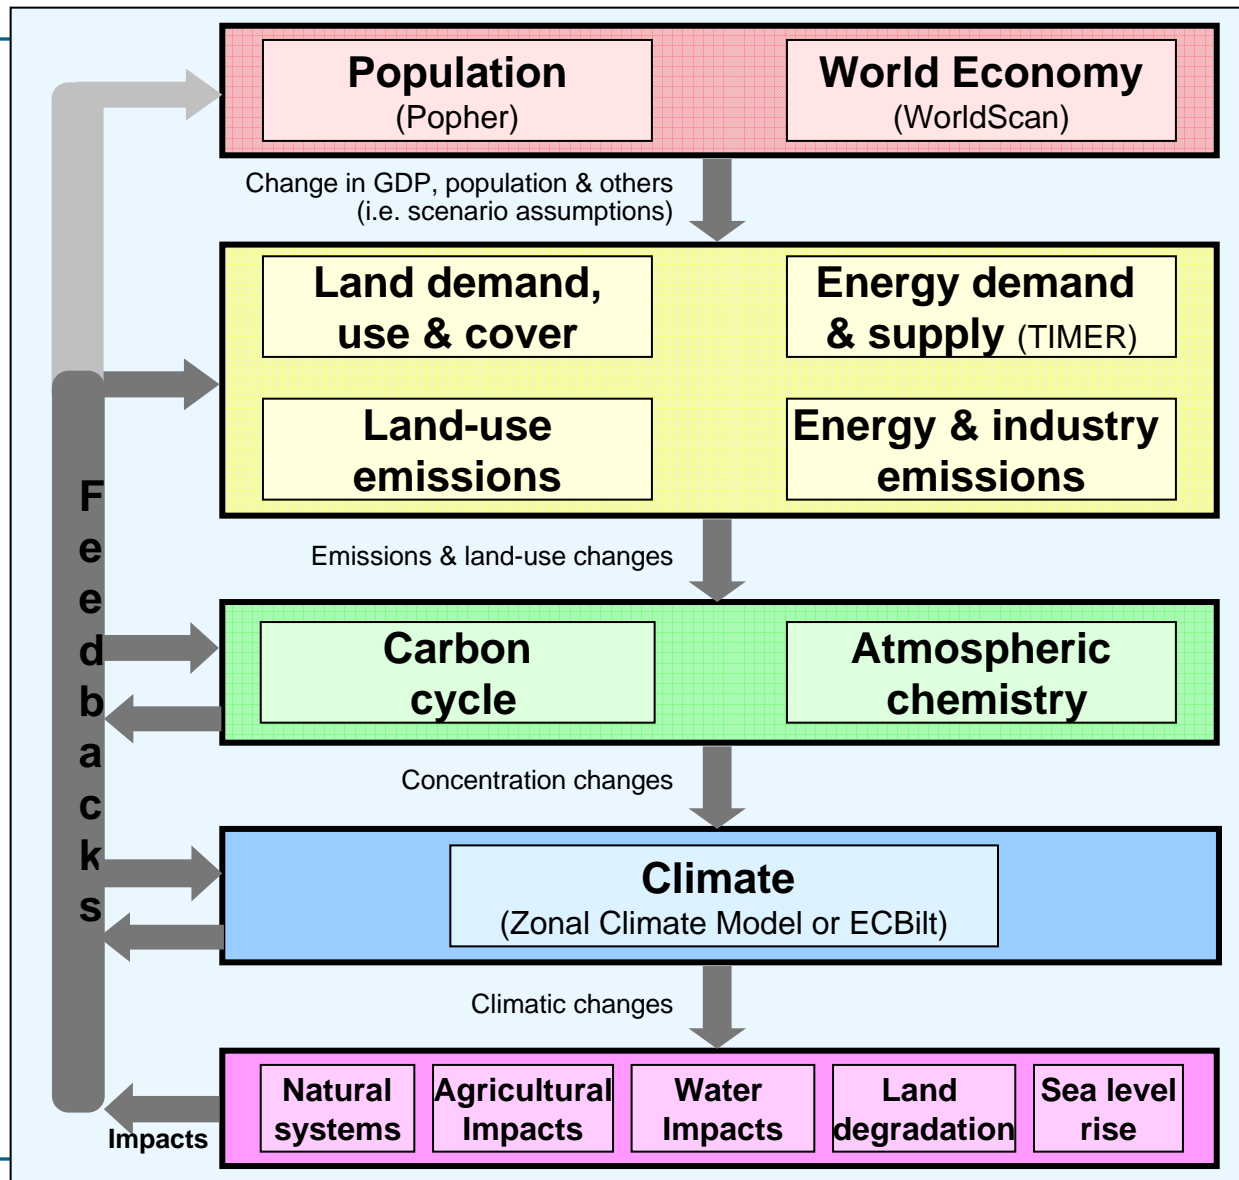 Population
(Popher)
World Economy
(WorldScan)
Change in GDP, population & others
(i.e. scenario assumptions)
Land demand,
use & cover
Energy demand
& supply (TIMER)
Land-use
emissions
Energy & industry
emissions
Feedbacks
Emissions & land-use changes
Carbon
cycle
Atmospheric
chemistry
Concentration changes
Climate
(Zonal Climate Model or ECBilt)
Climatic changes
Natural
systems
Agricultural
Impacts
Water
Impacts
Land
degradation
Sea level
rise
Impacts